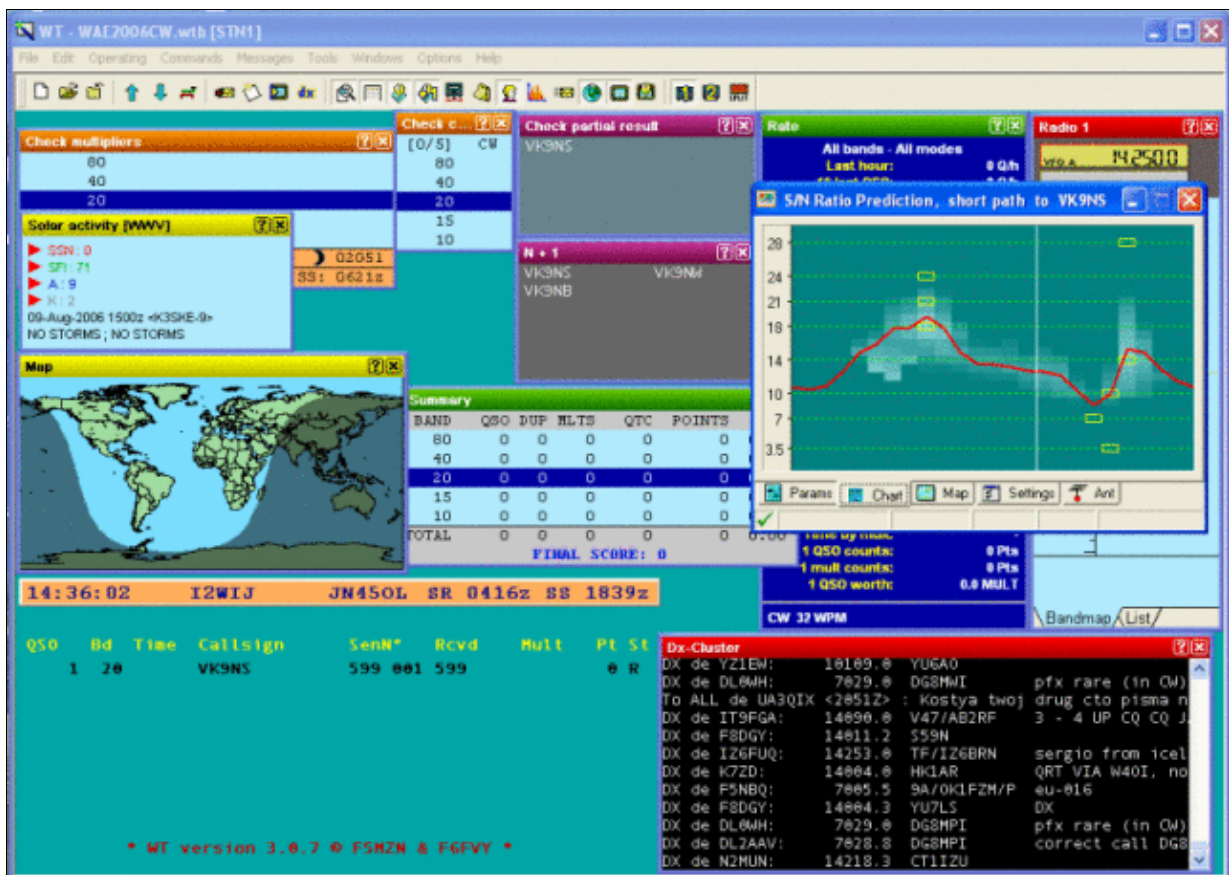 WT - WAE2006CW.wtb [STN1]
File Edit Operating Commands Messages Tools Windows Options Help
Check multipliers
80
40
20
Check c...
[O/S] CW
80
40
20
15
10
Check partial result
VK9NS
Rate
All bands - All modes
Last hour: 0 Q/h
Radio 1
VFO A 14.250.0
Solar activity [WWV]
SSN : 0
SFI : 71
A : 9
K : 2
09-Aug-2006 1500z <K3SKE-9>
NO STORMS ; NO STORMS
02051
SS: 0621z
N + 1
VK9NS VK9NW
VK9NB
S/N Ratio Prediction, short path to VK9NS
28
24
21
18
14
10
7
3.5
Params Chart Map Settings Ant
Map
Summary
BAND QSO DUP MLTS QTC POINTS
80 0 0 0 0 0
40 0 0 0 0 0
20 0 0 0 0 0
15 0 0 0 0 0
10 0 0 0 0 0
TOTAL 0 0 0 0 0 0.00
FINAL SCORE: 0
1 QSO counts: 0 Pts
1 mult counts: 0 Pts
1 QSO worth: 0.0 MULT
CW 32 WPM
Bandmap List
14:36:02 I2WIJ JN45OL SR 0416z SS 1839z
QSO Bd Time Callsign SenN° Rcvd Mult Pt St
1 20 VK9NS 599 001 599 0 R
* WT version 3.0.7 © F5MZN & F6FVY *
Dx-Cluster
DX de YZ1EW: 10109.0 YU6AO
DX de DL0WH: 7029.0 DG8MWI pfx rare (in CW)
To ALL de UA3QIX <2051Z> : Kostya twoj drug cto pisma n
DX de IT9FGA: 14090.0 V47/AB2RF 3 - 4 UP CQ CQ J
DX de F8DGY: 14011.2 S59N
DX de IZ6FUQ: 14253.0 TF/IZ6BRN sergio from icel
DX de K7ZD: 14004.0 HK1AR QRT VIA W4OI, no
DX de F5NBQ: 7005.5 9A/OK1FZM/P eu-016
DX de F8DGY: 14004.3 YU7LS DX
DX de DL0WH: 7029.0 DG8MPI pfx rare (in CW)
DX de DL2AAV: 7028.8 DG8MPI correct call DG8
DX de N2MUN: 14218.3 CT1IZU